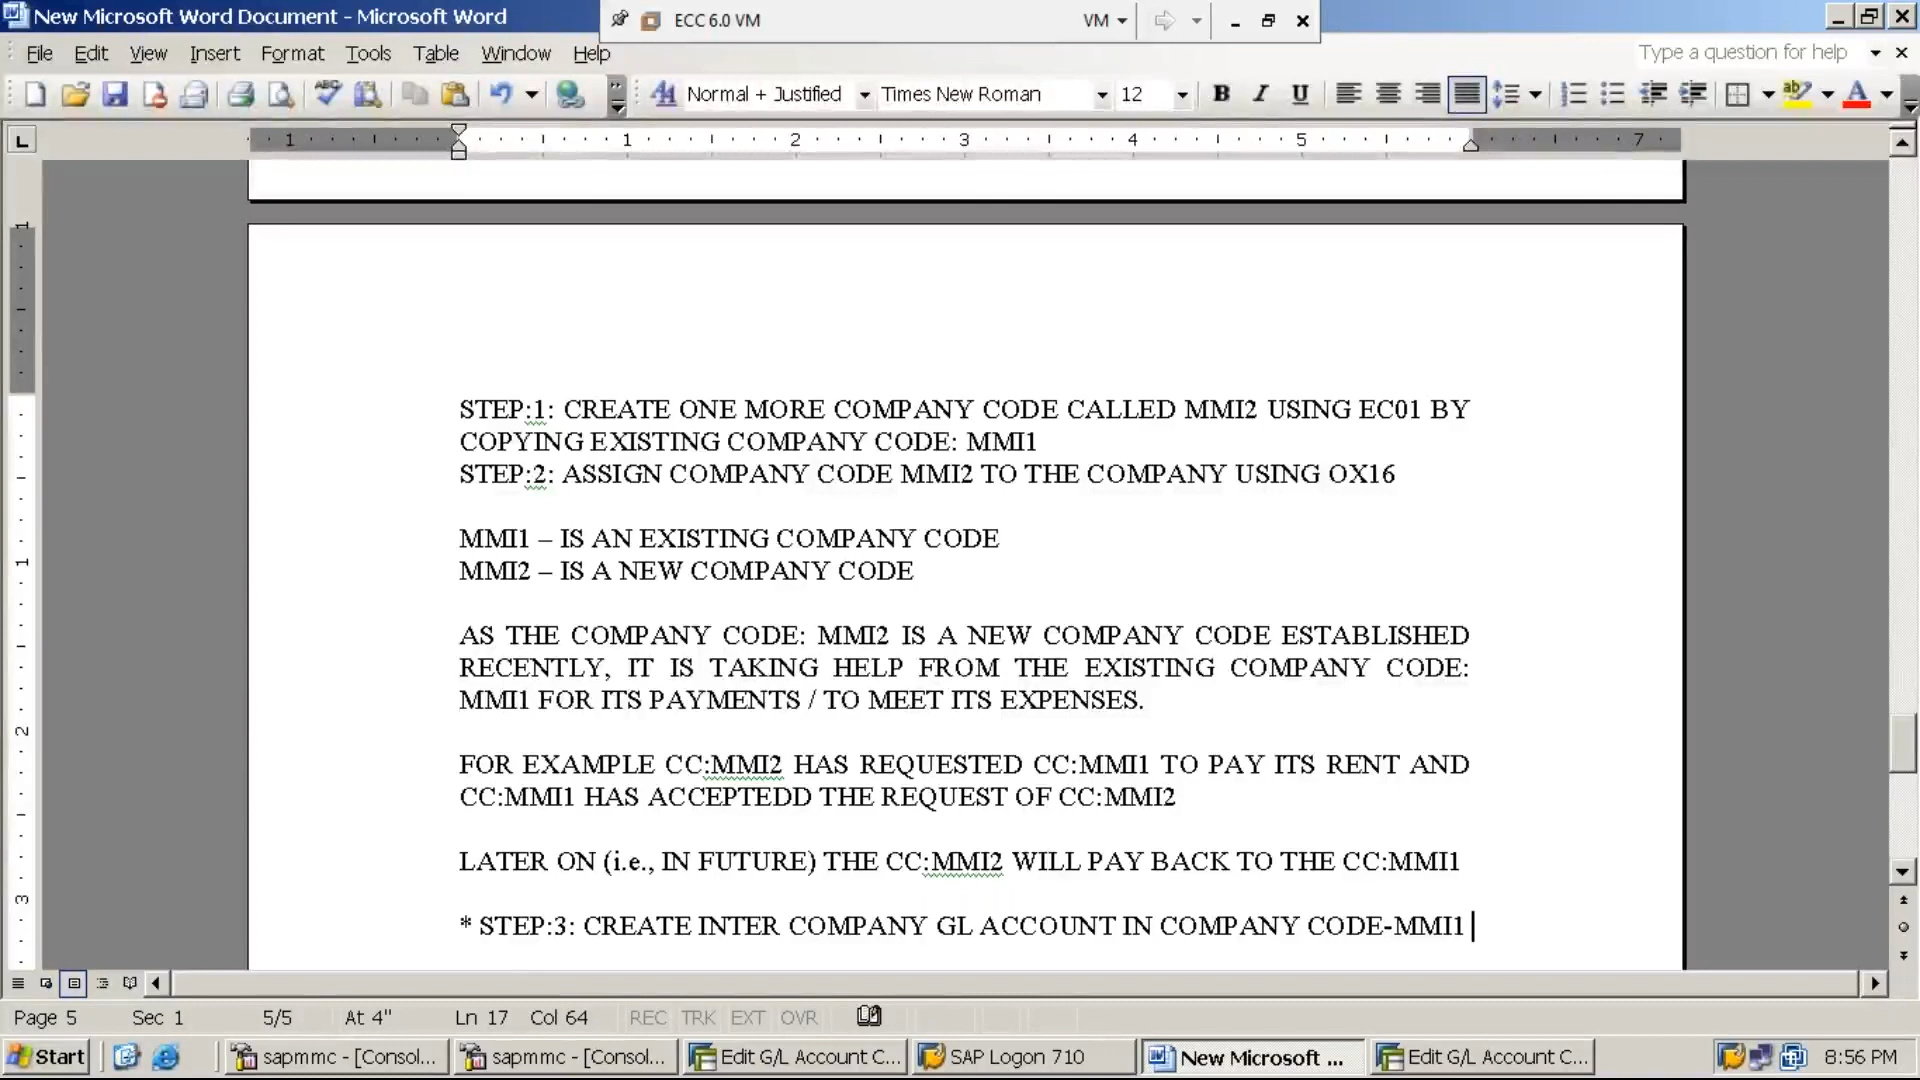 New Microsoft Word Document - Microsoft Word
ECC 6.0 VM
VM
File Edit View Insert Format Tools Table Window Help
Type a question for help
Normal + Justified Times New Roman 12 B I U
1 1 2 3 4 5 7
STEP:1: CREATE ONE MORE COMPANY CODE CALLED MMI2 USING EC01 BY
COPYING EXISTING COMPANY CODE: MMI1
STEP:2: ASSIGN COMPANY CODE MMI2 TO THE COMPANY USING OX16
MMI1 – IS AN EXISTING COMPANY CODE
MMI2 – IS A NEW COMPANY CODE
AS THE COMPANY CODE: MMI2 IS A NEW COMPANY CODE ESTABLISHED
RECENTLY, IT IS TAKING HELP FROM THE EXISTING COMPANY CODE:
MMI1 FOR ITS PAYMENTS / TO MEET ITS EXPENSES.
FOR EXAMPLE CC:MMI2 HAS REQUESTED CC:MMI1 TO PAY ITS RENT AND
CC:MMI1 HAS ACCEPTEDD THE REQUEST OF CC:MMI2
LATER ON (i.e., IN FUTURE) THE CC:MMI2 WILL PAY BACK TO THE CC:MMI1
* STEP:3: CREATE INTER COMPANY GL ACCOUNT IN COMPANY CODE-MMI1
Page 5 Sec 1 5/5 At 4" Ln 17 Col 64 REC TRK EXT OVR
Start sapmmc - [Consol... sapmmc - [Consol... Edit G/L Account C... SAP Logon 710 New Microsoft ... Edit G/L Account C... 8:56 PM